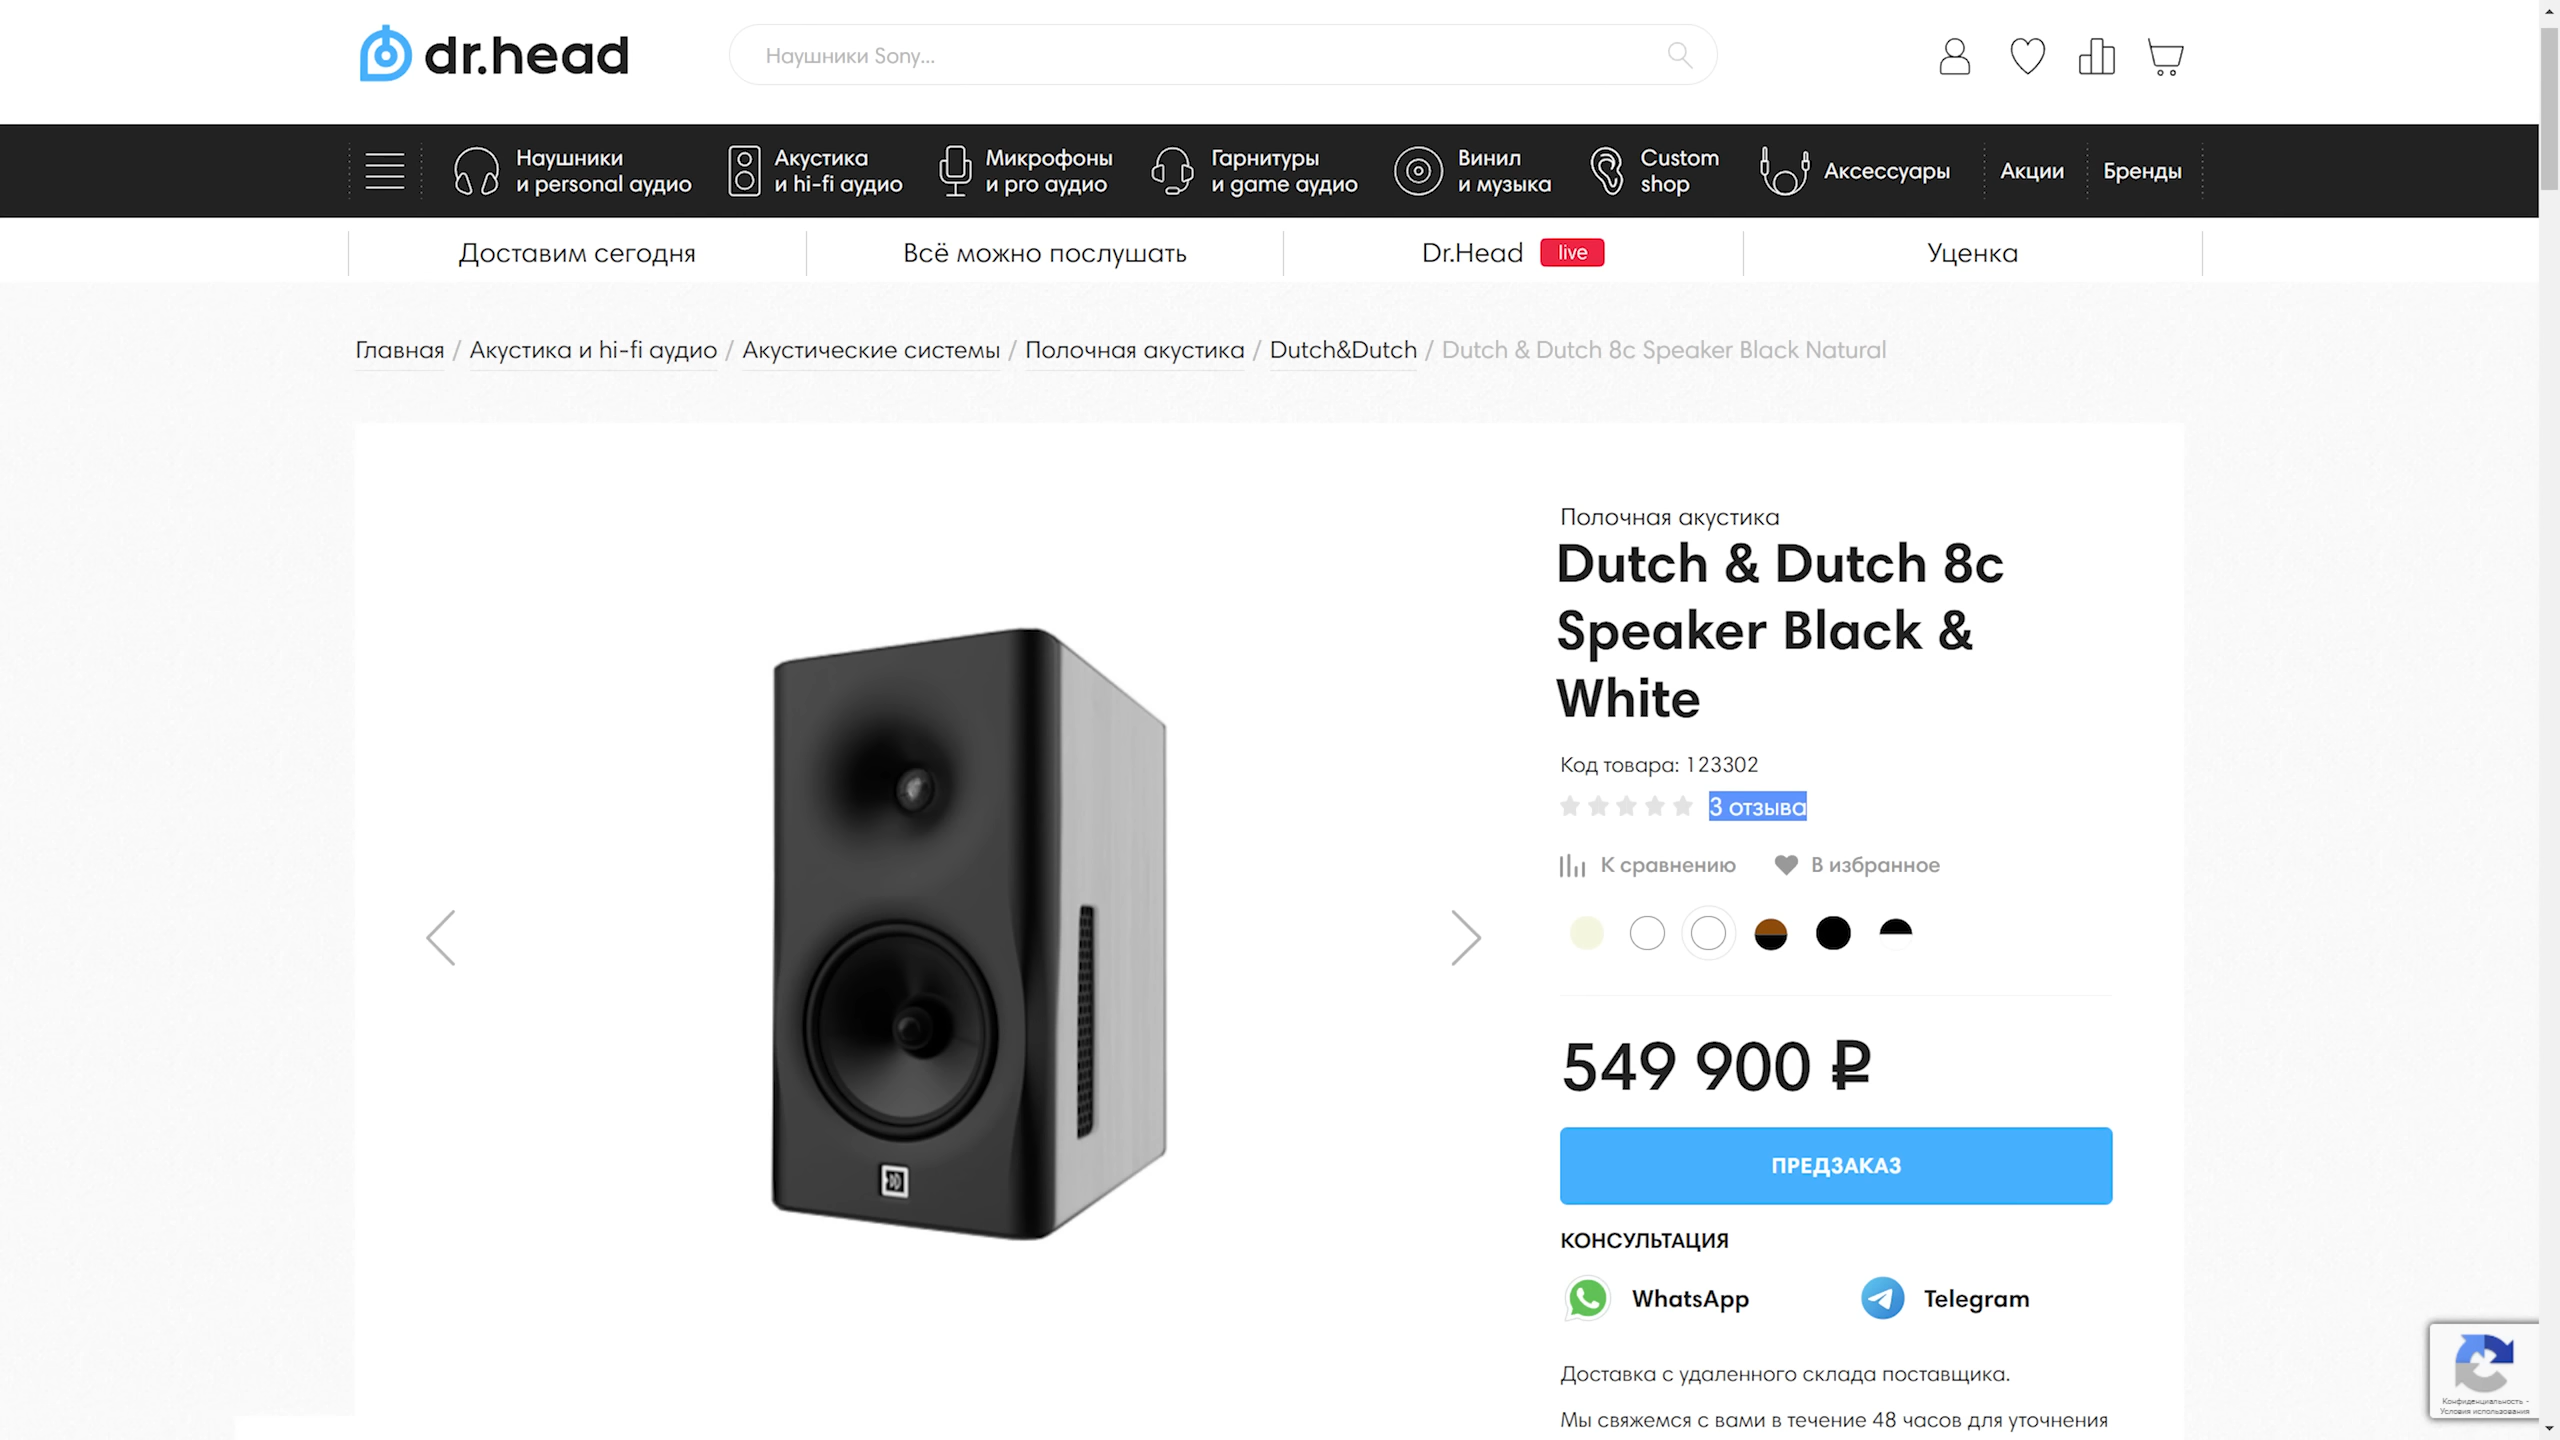 dr.head
Наушники Sony...
Наушники
и personal аудио
Акустика
и hi-fi аудио
Микрофоны
и pro аудио
Гарнитуры
и game аудио
Винил
и музыка
Custom
shop
Аксессуары
Акции
Бренды
Доставим сегодня
Всё можно послушать
Dr.Head live
Уценка
Главная / Акустика и hi-fi аудио / Акустические системы / Полочная акустика / Dutch&Dutch / Dutch & Dutch 8c Speaker Black Natural
Полочная акустика
Dutch & Dutch 8c
Speaker Black &
White
Код товара: 123302
3 отзыва
К сравнению
В избранное
549 900 ₽
ПРЕДЗАКАЗ
КОНСУЛЬТАЦИЯ
WhatsApp
Telegram
Доставка с удаленного склада поставщика.
Мы свяжемся с вами в течение 48 часов для уточнения
Конфиденциальность -
Условия использования